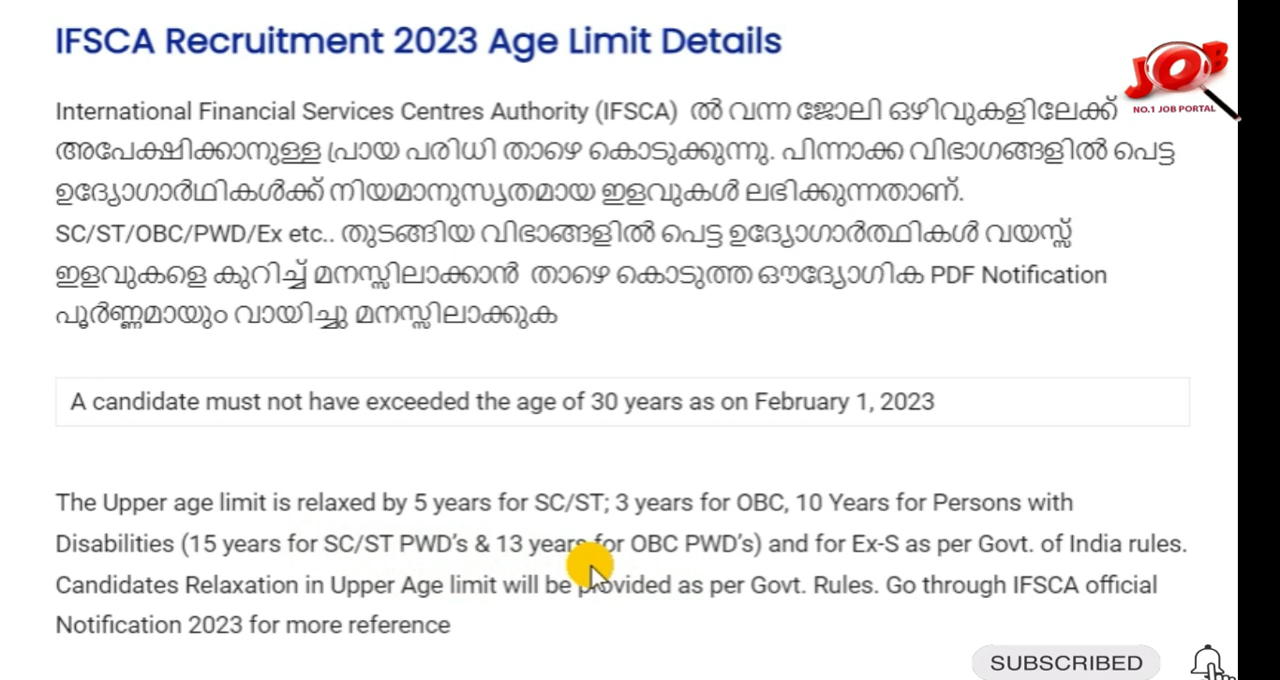 IFSCA Recruitment 2023 Age Limit Details
JOB
NO.1 JOB PORTAL
International Financial Services Centres Authority (IFSCA) ൽ വന്ന ജോലി ഒഴിവുകളിലേക്ക്
അപേക്ഷിക്കാനുള്ള പ്രായ പരിധി താഴെ കൊടുക്കുന്നു. പിന്നാക്ക വിഭാഗങ്ങളിൽ പെട്ട
ഉദ്യോഗാർഥികൾക്ക് നിയമാനുസൃതമായ ഇളവുകൾ ലഭിക്കുന്നതാണ്.
SC/ST/OBC/PWD/Ex etc.. തുടങ്ങിയ വിഭാങ്ങളിൽ പെട്ട ഉദ്യോഗാർത്ഥികൾ വയസ്സ്
ഇളവുകളെ കുറിച്ച് മനസ്സിലാക്കാൻ താഴെ കൊടുത്ത ഔദ്യോഗിക PDF Notification
പൂർണ്ണമായും വായിച്ചു മനസ്സിലാക്കുക
A candidate must not have exceeded the age of 30 years as on February 1, 2023
The Upper age limit is relaxed by 5 years for SC/ST; 3 years for OBC, 10 Years for Persons with
Disabilities (15 years for SC/ST PWD's & 13 years for OBC PWD's) and for Ex-S as per Govt. of India rules.
Candidates Relaxation in Upper Age limit will be provided as per Govt. Rules. Go through IFSCA official
Notification 2023 for more reference
SUBSCRIBED